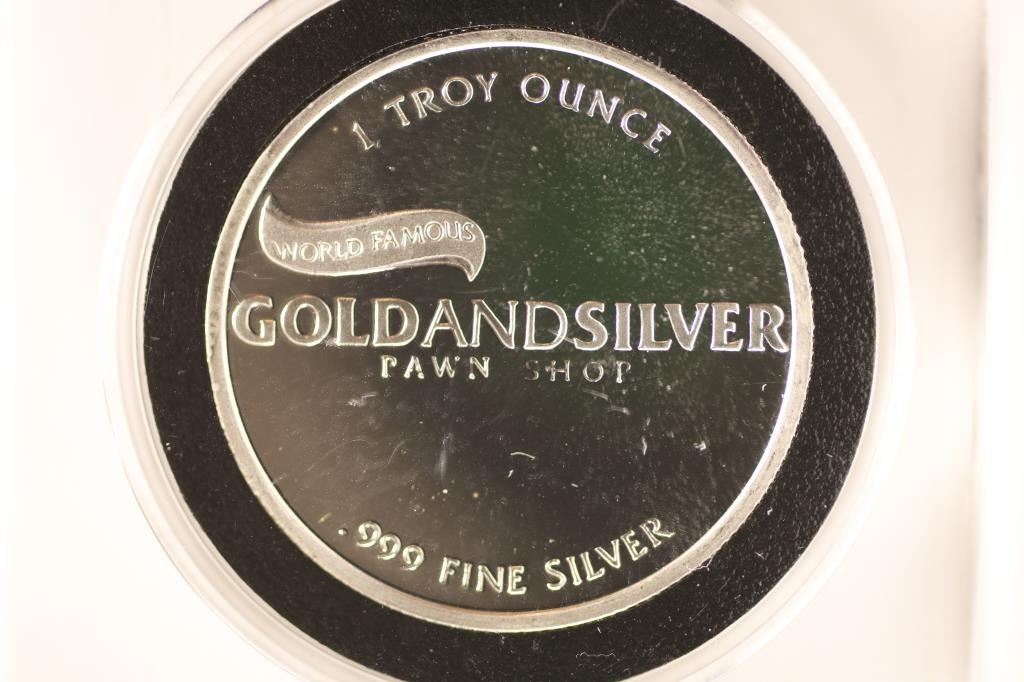 1 TROY OUNCE
WORLD FAMOUS
GOLDANDSILVER
PAWN SHOP
.999 FINE SILVER